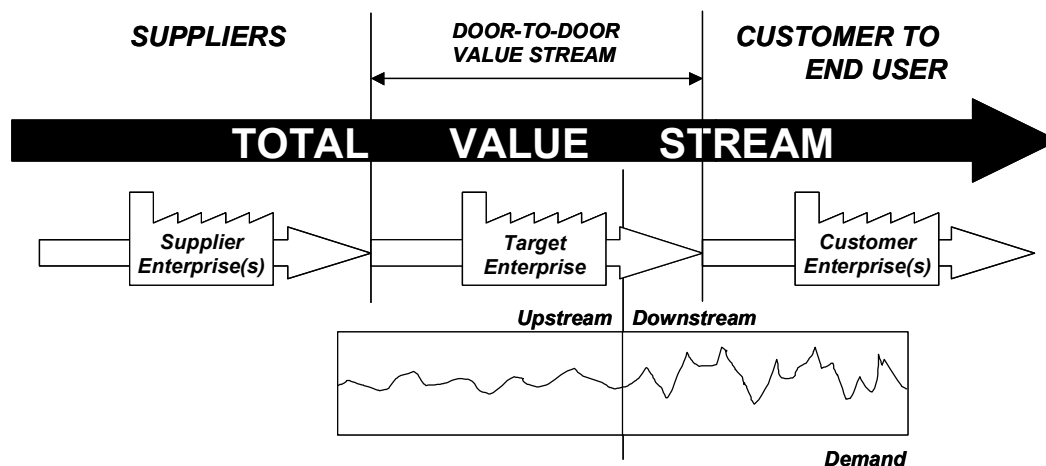 SUPPLIERS
DOOR-TO-DOOR
VALUE STREAM
CUSTOMER TO
END USER
TOTAL VALUE STREAM
Supplier
Enterprise(s)
Target
Enterprise
Customer
Enterprise(s)
Upstream
Downstream
Demand